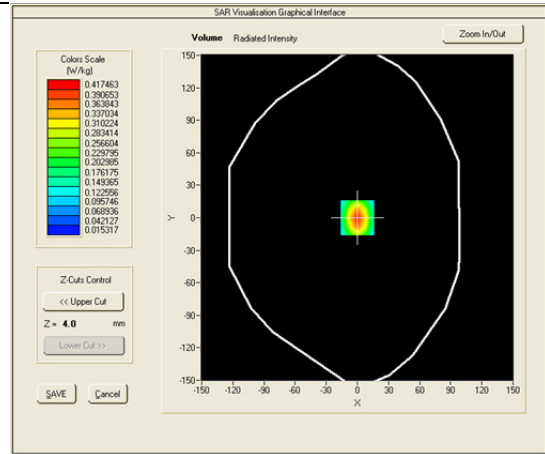 SAR Visualisation Graphical Interface
Volume Radiated Intensity
Zoom In/Out
Colors Scale
(W/kg)
0.417463
0.390653
0.363843
0.337034
0.310224
0.283414
0.256604
0.229795
0.202985
0.176175
0.149365
0.122556
0.095746
0.068936
0.042127
0.015317
Z-Cuts Control
<< Upper Cut
Z = 4.0 mm
Lower Cut >>
SAVE Cancel
150
120
90
60
30
0
-30
-60
-90
-120
-150
Y
-150 -120 -90 -60 -30 0 30 60 90 120 150
X